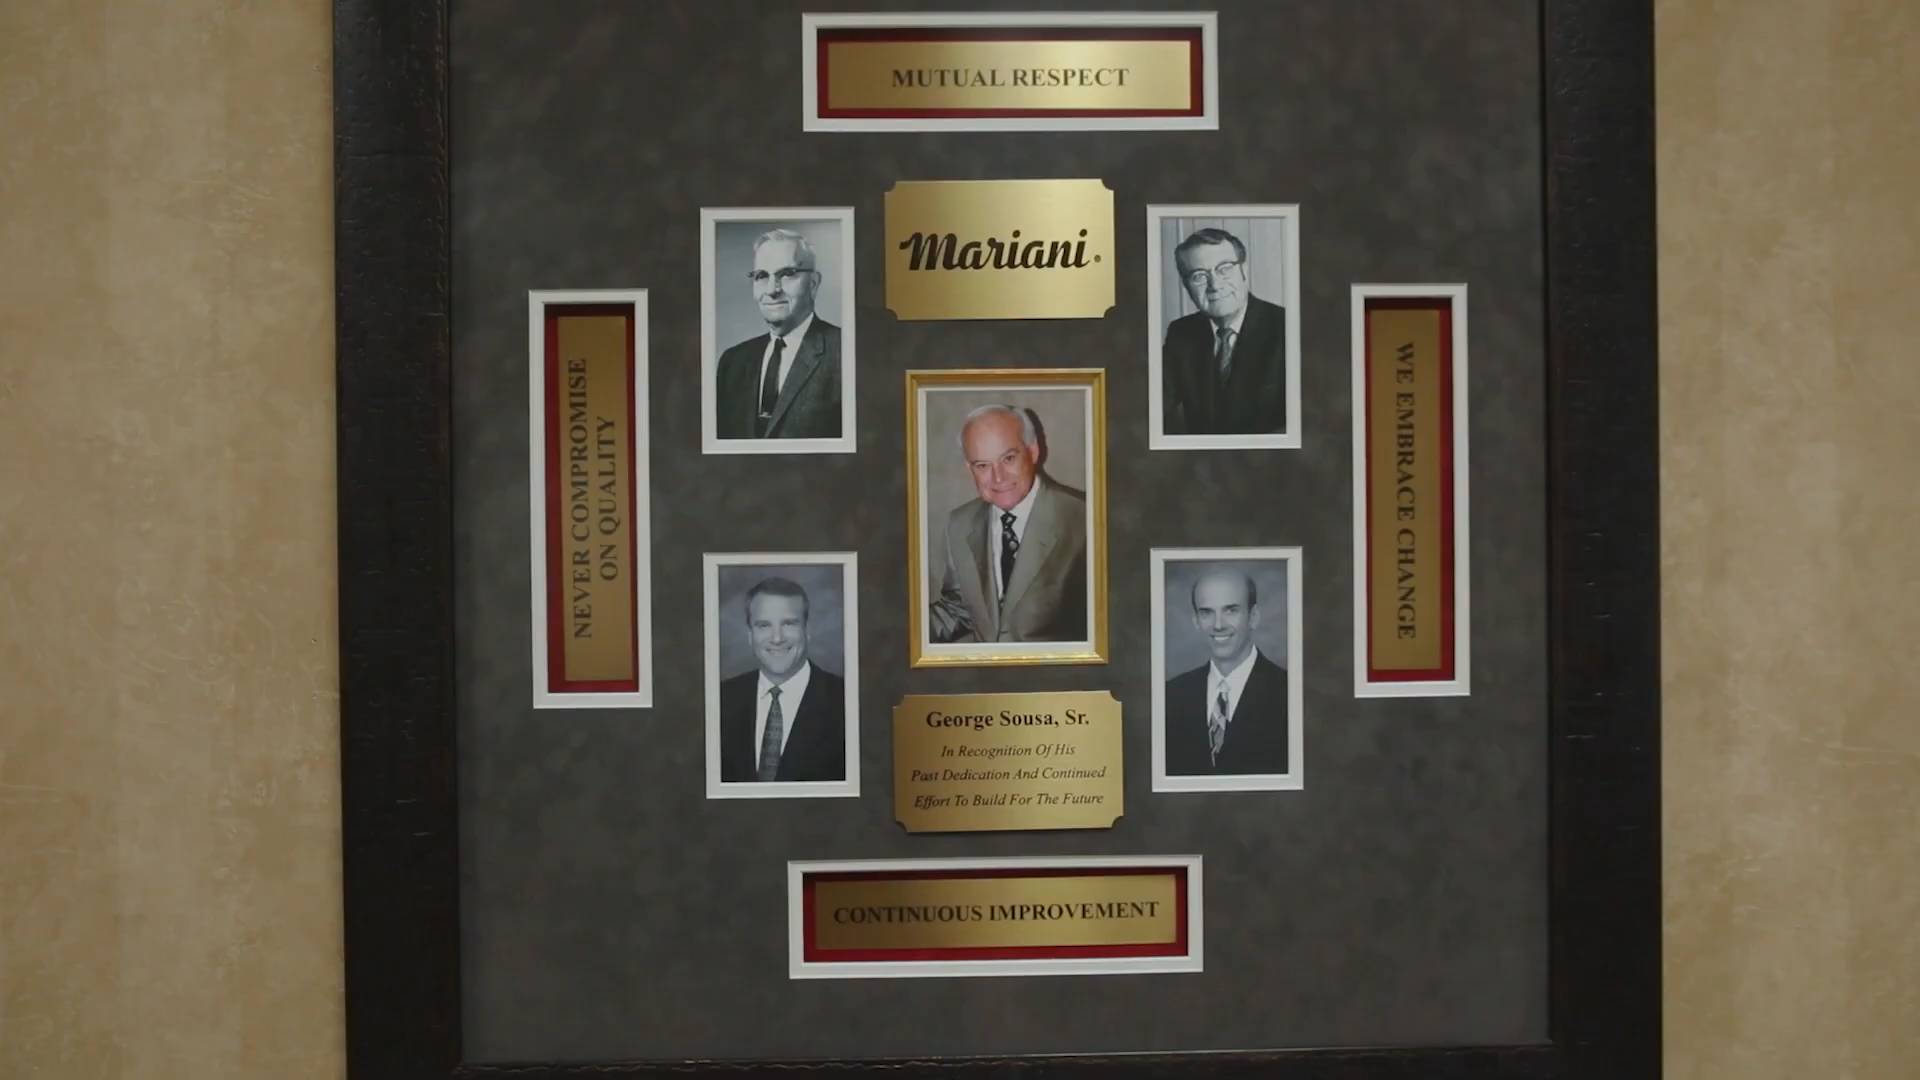 MUTUAL RESPECT
Mariani®
NEVER COMPROMISE
ON QUALITY
WE EMBRACE CHANGE
George Sousa, Sr.
In Recognition Of His
Past Dedication And Continued
Effort To Build For The Future
CONTINUOUS IMPROVEMENT